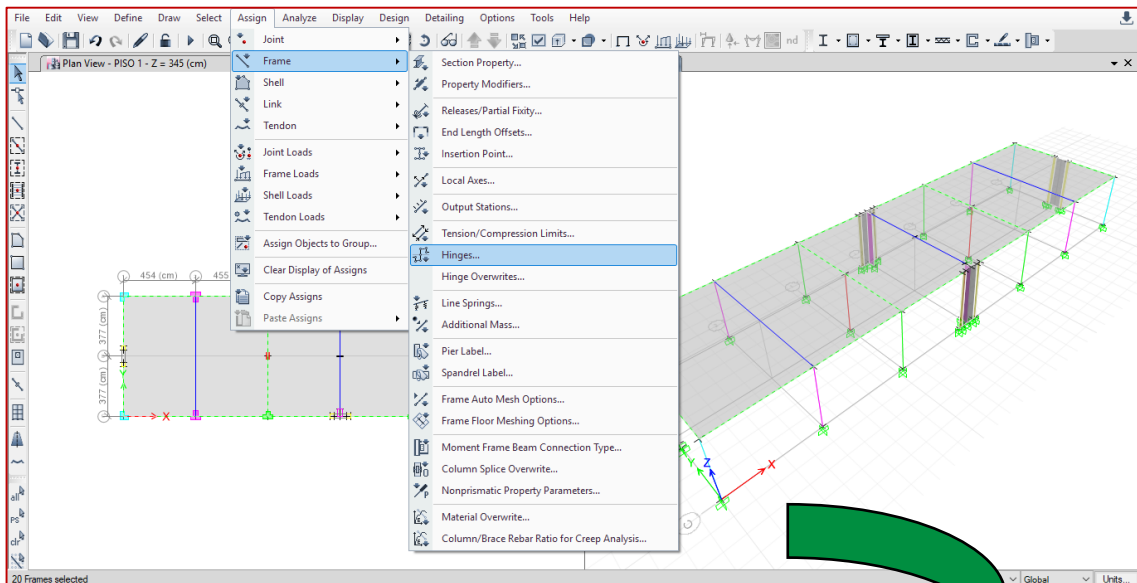 File Edit View Define Draw Select Assign Analyze Display Design Detailing Options Tools Help
nd
Plan View - PISO 1 - Z = 345 (cm)
Joint
Frame
Shell
Link
Tendon
Joint Loads
Frame Loads
Shell Loads
Tendon Loads
Assign Objects to Group...
Clear Display of Assigns
Copy Assigns
Paste Assigns
Section Property...
Property Modifiers...
Releases/Partial Fixity...
End Length Offsets...
Insertion Point...
Local Axes...
Output Stations...
Tension/Compression Limits...
Hinges...
Hinge Overwrites...
Line Springs...
Additional Mass...
Pier Label...
Spandrel Label...
Frame Auto Mesh Options...
Frame Floor Meshing Options...
Moment Frame Beam Connection Type...
Column Splice Overwrite...
Nonprismatic Property Parameters...
Material Overwrite...
Column/Brace Rebar Ratio for Creep Analysis...
454 (cm) 455
377 (cm)
377 (cm)
Y
X
Z
Y
X
all
ps
clr
20 Frames selected
Global
Units...